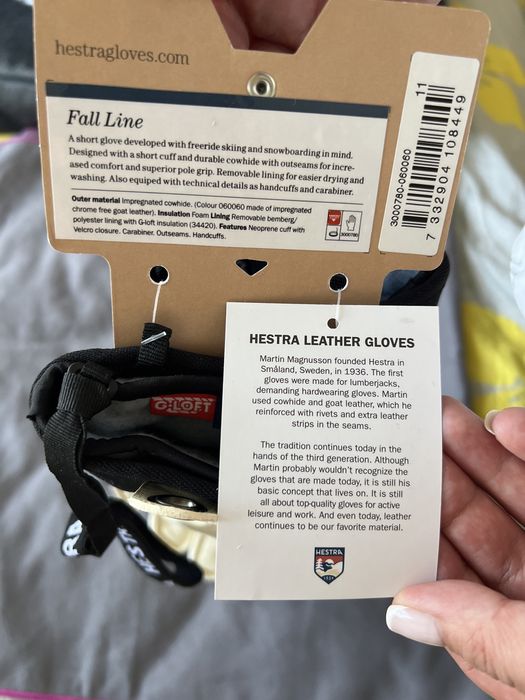 hestragloves.com
Fall Line
A short glove developed with freeride skiing and snowboarding in mind.
Designed with a short cuff and durable cowhide with outseams for incre-
ased comfort and superior pole grip. Removable lining for easier drying and
washing. Also equiped with technical details as handcuffs and carabiner.
Outer material Impregnated cowhide. (Colour 060060 made of impregnated
chrome free goat leather). Insulation Foam Lining Removable bemberg/
polyester lining with G-loft insulation (34420). Features Neoprene cuff with
Velcro closure. Carabiner. Outseams. Handcuffs.
3000780
11
3000780-060060
7 332904 108449
HESTRA LEATHER GLOVES
Martin Magnusson founded Hestra in
Småland, Sweden, in 1936. The first
gloves were made for lumberjacks,
demanding hardwearing gloves. Martin
used cowhide and goat leather, which he
reinforced with rivets and extra leather
strips in the seams.
The tradition continues today in the
hands of the third generation. Although
Martin probably wouldn't recognize the
gloves that are made today, it is still his
basic concept that lives on. It is still
all about top-quality gloves for active
leisure and work. And even today, leather
continues to be our favorite material.
HESTRA
1936
G-LOFT